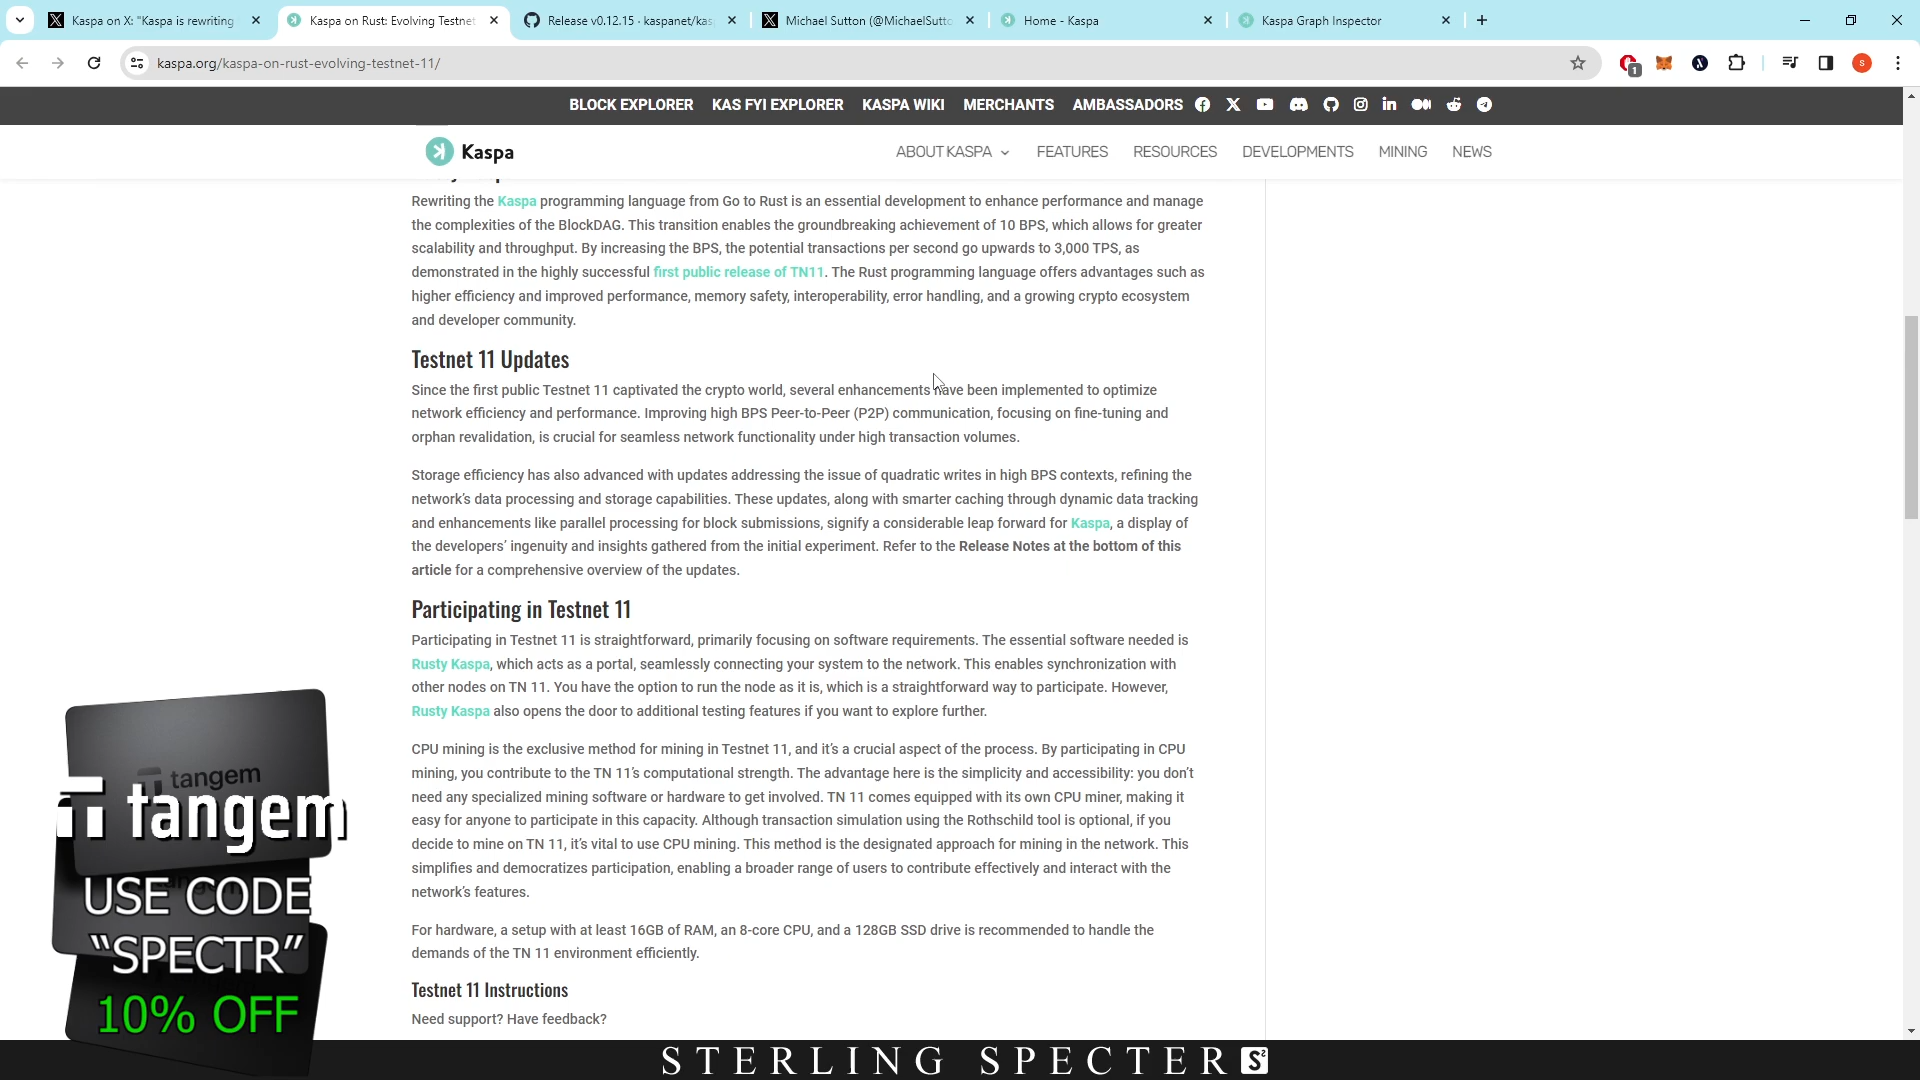 Kaspa on X: "Kaspa is rewriting
Kaspa on Rust: Evolving Testnet
Release v0.12.15 · kaspanet/kas
Michael Sutton (@MichaelSutto
Home - Kaspa
Kaspa Graph Inspector
kaspa.org/kaspa-on-rust-evolving-testnet-11/
1
S
BLOCK EXPLORER KAS FYI EXPLORER KASPA WIKI MERCHANTS AMBASSADORS
Kaspa
ABOUT KASPA FEATURES RESOURCES DEVELOPMENTS MINING NEWS
Rewriting the Kaspa programming language from Go to Rust is an essential development to enhance performance and manage
the complexities of the BlockDAG. This transition enables the groundbreaking achievement of 10 BPS, which allows for greater
scalability and throughput. By increasing the BPS, the potential transactions per second go upwards to 3,000 TPS, as
demonstrated in the highly successful first public release of TN11. The Rust programming language offers advantages such as
higher efficiency and improved performance, memory safety, interoperability, error handling, and a growing crypto ecosystem
and developer community.
Testnet 11 Updates
Since the first public Testnet 11 captivated the crypto world, several enhancements have been implemented to optimize
network efficiency and performance. Improving high BPS Peer-to-Peer (P2P) communication, focusing on fine-tuning and
orphan revalidation, is crucial for seamless network functionality under high transaction volumes.
Storage efficiency has also advanced with updates addressing the issue of quadratic writes in high BPS contexts, refining the
network's data processing and storage capabilities. These updates, along with smarter caching through dynamic data tracking
and enhancements like parallel processing for block submissions, signify a considerable leap forward for Kaspa, a display of
the developers' ingenuity and insights gathered from the initial experiment. Refer to the Release Notes at the bottom of this
article for a comprehensive overview of the updates.
Participating in Testnet 11
Participating in Testnet 11 is straightforward, primarily focusing on software requirements. The essential software needed is
Rusty Kaspa, which acts as a portal, seamlessly connecting your system to the network. This enables synchronization with
other nodes on TN 11. You have the option to run the node as it is, which is a straightforward way to participate. However,
Rusty Kaspa also opens the door to additional testing features if you want to explore further.
CPU mining is the exclusive method for mining in Testnet 11, and it's a crucial aspect of the process. By participating in CPU
mining, you contribute to the TN 11's computational strength. The advantage here is the simplicity and accessibility: you don't
need any specialized mining software or hardware to get involved. TN 11 comes equipped with its own CPU miner, making it
easy for anyone to participate in this capacity. Although transaction simulation using the Rothschild tool is optional, if you
decide to mine on TN 11, it's vital to use CPU mining. This method is the designated approach for mining in the network. This
simplifies and democratizes participation, enabling a broader range of users to contribute effectively and interact with the
network's features.
For hardware, a setup with at least 16GB of RAM, an 8-core CPU, and a 128GB SSD drive is recommended to handle the
demands of the TN 11 environment efficiently.
Testnet 11 Instructions
Need support? Have feedback?
tangem
tangem
USE CODE
"SPECTR"
10% OFF
STERLING SPECTER